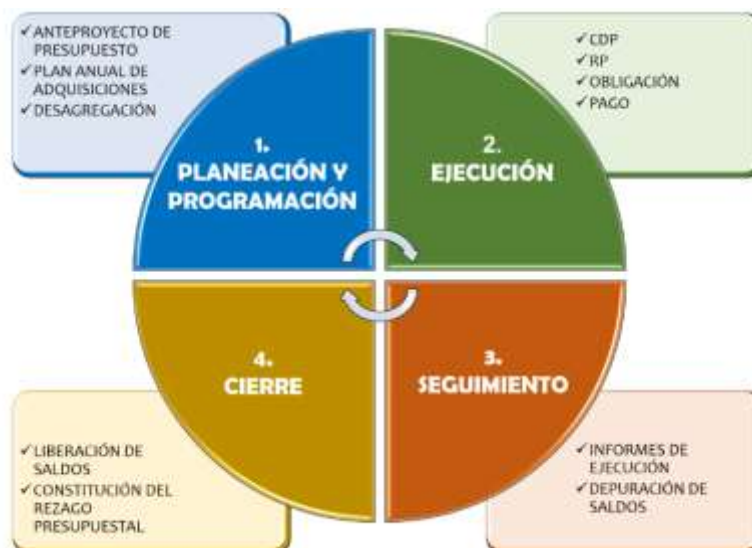 ✓ANTEPROYECTO DE
PRESUPUESTO
✓PLAN ANUAL DE
ADQUISICIONES
✓DESAGREGACIÓN
1.
PLANEACIÓN Y
PROGRAMACIÓN
✓CDP
✓RP
✓OBLIGACIÓN
✓PAGO
2.
EJECUCIÓN
3.
SEGUIMIENTO
✓INFORMES DE
EJECUCIÓN
✓DEPURACIÓN DE
SALDOS
4.
CIERRE
✓LIBERACIÓN DE
SALDOS
✓CONSTITUCIÓN DEL
REZAGO
PRESUPUESTAL